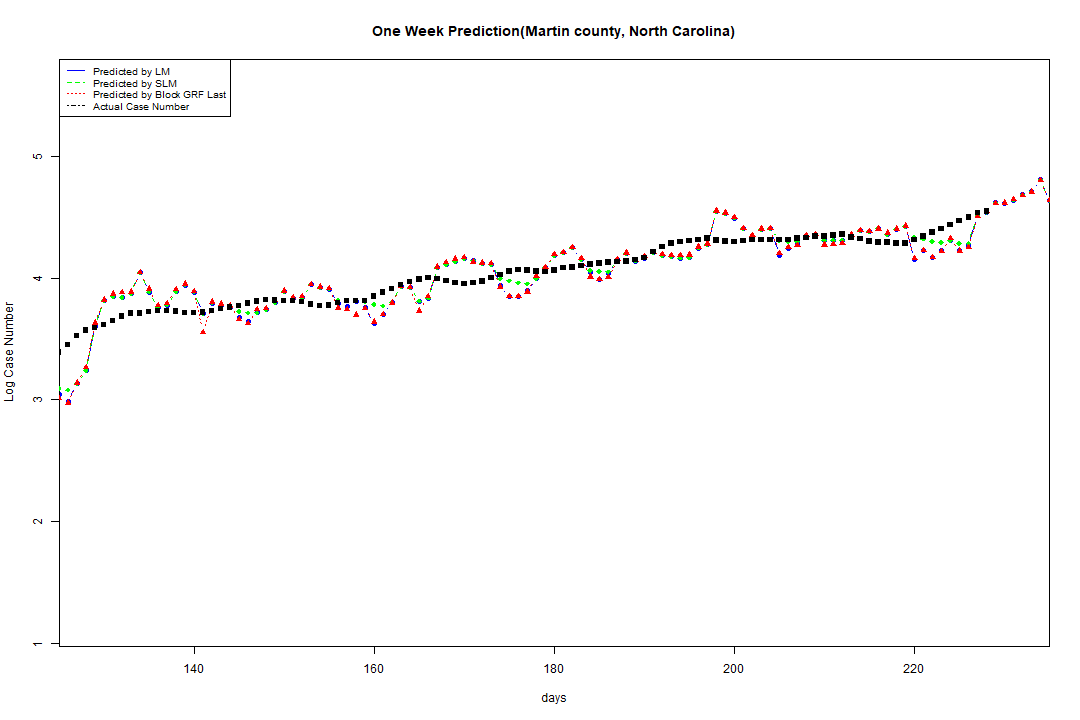 One Week Prediction(Martin county, North Carolina)
Predicted by LM
Predicted by SLM
Predicted by Block GRF Last
Actual Case Number
Log Case Number
5
4
3
2
1
140 160 180 200 220
days